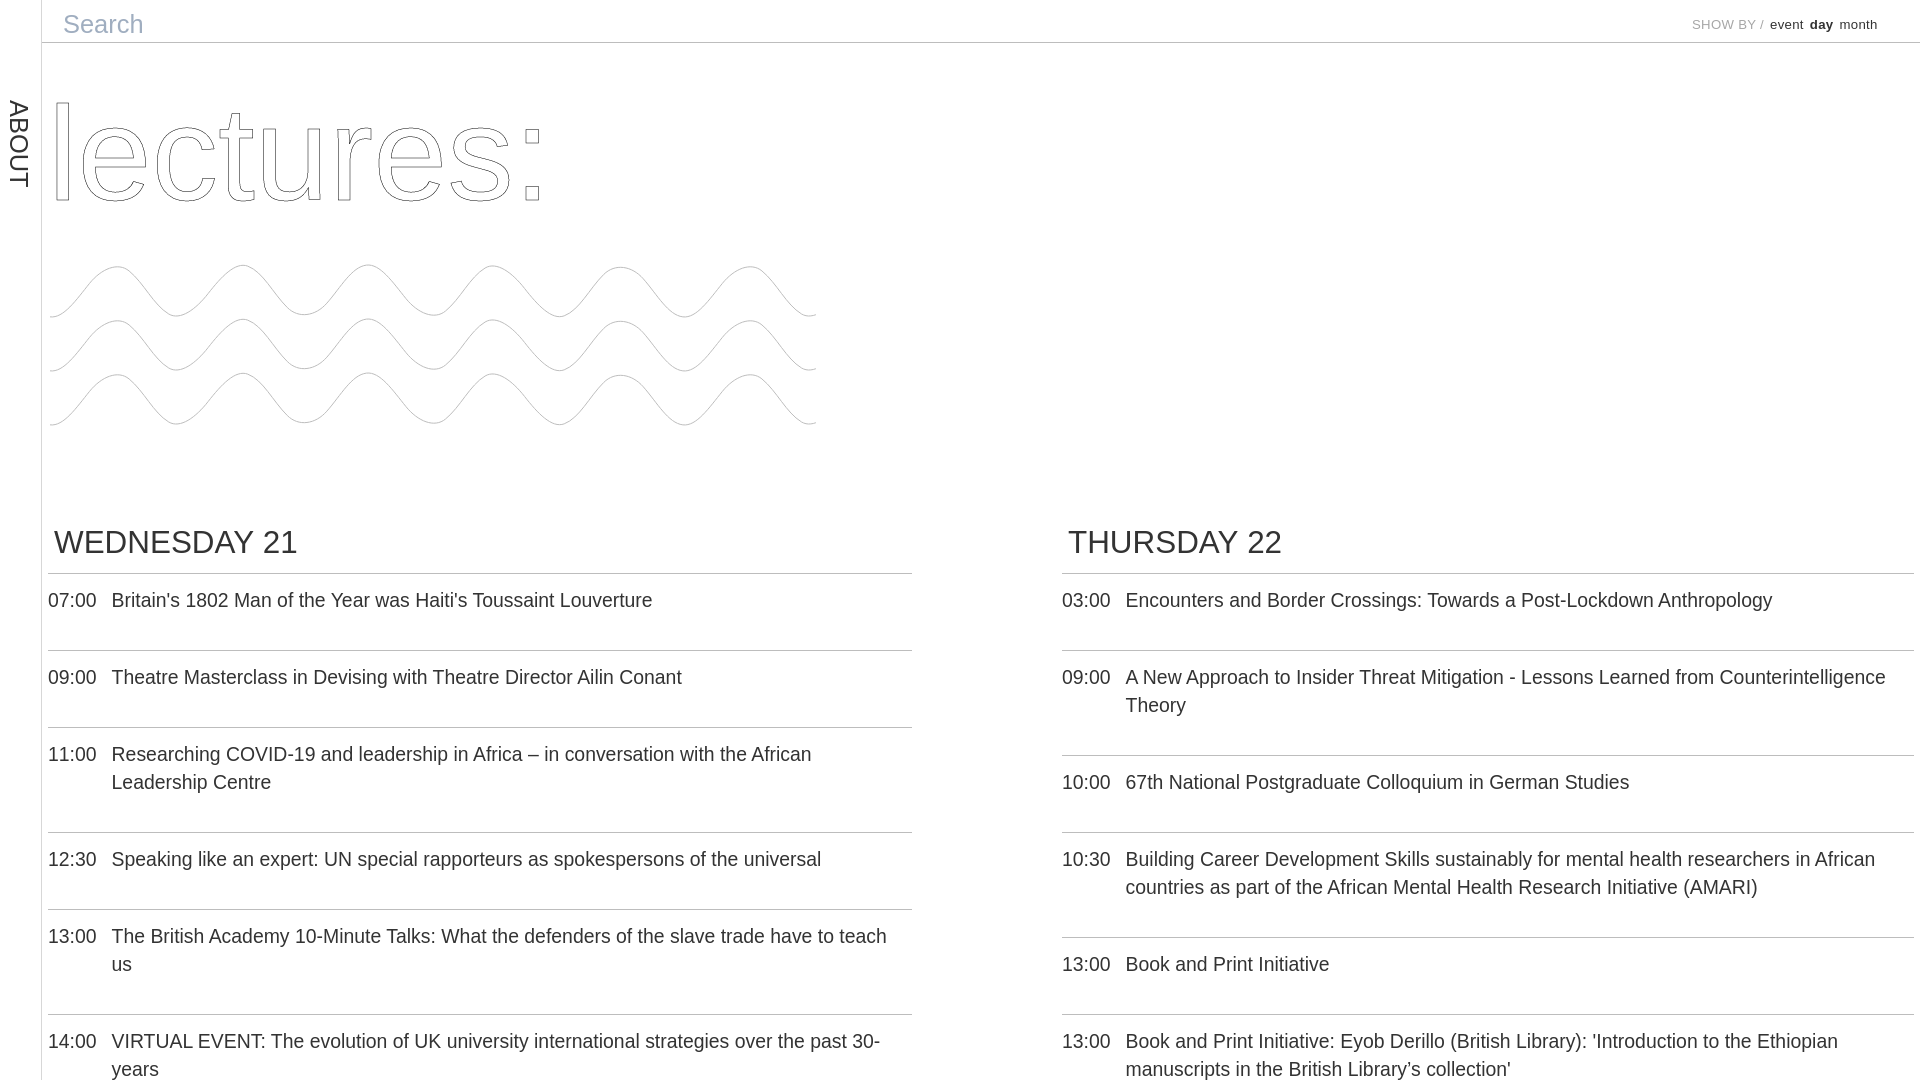 Search
SHOW BY / event day month
ABOUT
lectures:
WEDNESDAY 21
07:00 Britain's 1802 Man of the Year was Haiti's Toussaint Louverture
09:00 Theatre Masterclass in Devising with Theatre Director Ailin Conant
11:00 Researching COVID-19 and leadership in Africa – in conversation with the African
Leadership Centre
12:30 Speaking like an expert: UN special rapporteurs as spokespersons of the universal
13:00 The British Academy 10-Minute Talks: What the defenders of the slave trade have to teach
us
14:00 VIRTUAL EVENT: The evolution of UK university international strategies over the past 30-
years
THURSDAY 22
03:00 Encounters and Border Crossings: Towards a Post-Lockdown Anthropology
09:00 A New Approach to Insider Threat Mitigation - Lessons Learned from Counterintelligence
Theory
10:00 67th National Postgraduate Colloquium in German Studies
10:30 Building Career Development Skills sustainably for mental health researchers in African
countries as part of the African Mental Health Research Initiative (AMARI)
13:00 Book and Print Initiative
13:00 Book and Print Initiative: Eyob Derillo (British Library): 'Introduction to the Ethiopian
manuscripts in the British Library’s collection'